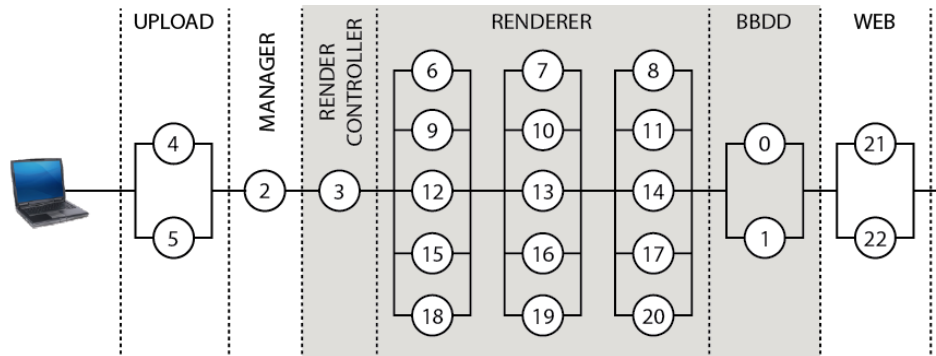 UPLOAD
MANAGER
RENDER
CONTROLLER
RENDERER
BBDD
WEB
6 7 8
4 9 10 11 0 21
2 3 12 13 14
5 15 16 17 1 22
18 19 20